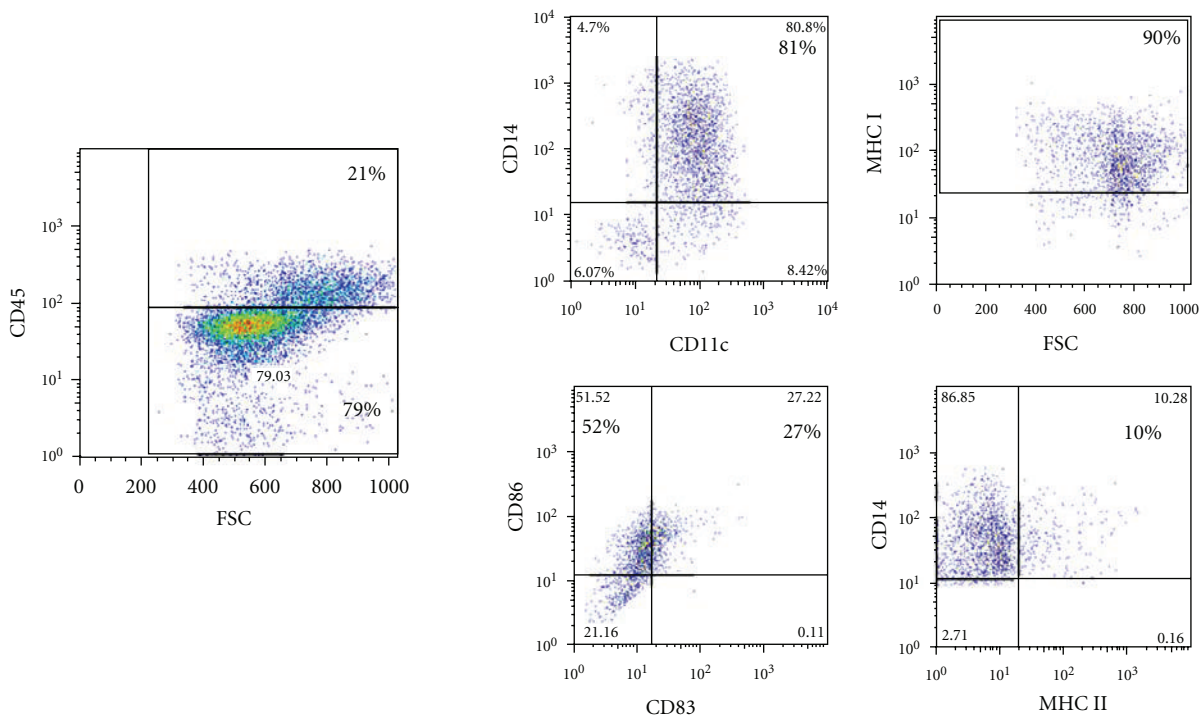 21%
79.03
79%
CD45
10³
10²
10¹
10⁰
0 200 400 600 800 1000
FSC
4.7% 80.8%
81%
6.07% 8.42%
CD14
10⁴
10³
10²
10¹
10⁰
10⁰ 10¹ 10² 10³ 10⁴
CD11c
90%
MHC I
10³
10²
10¹
10⁰
0 200 400 600 800 1000
FSC
51.52 27.22
52% 27%
21.16 0.11
CD86
10³
10²
10¹
10⁰
10⁰ 10¹ 10² 10³
CD83
86.85 10.28
10%
2.71 0.16
CD14
10³
10²
10¹
10⁰
10⁰ 10¹ 10² 10³
MHC II